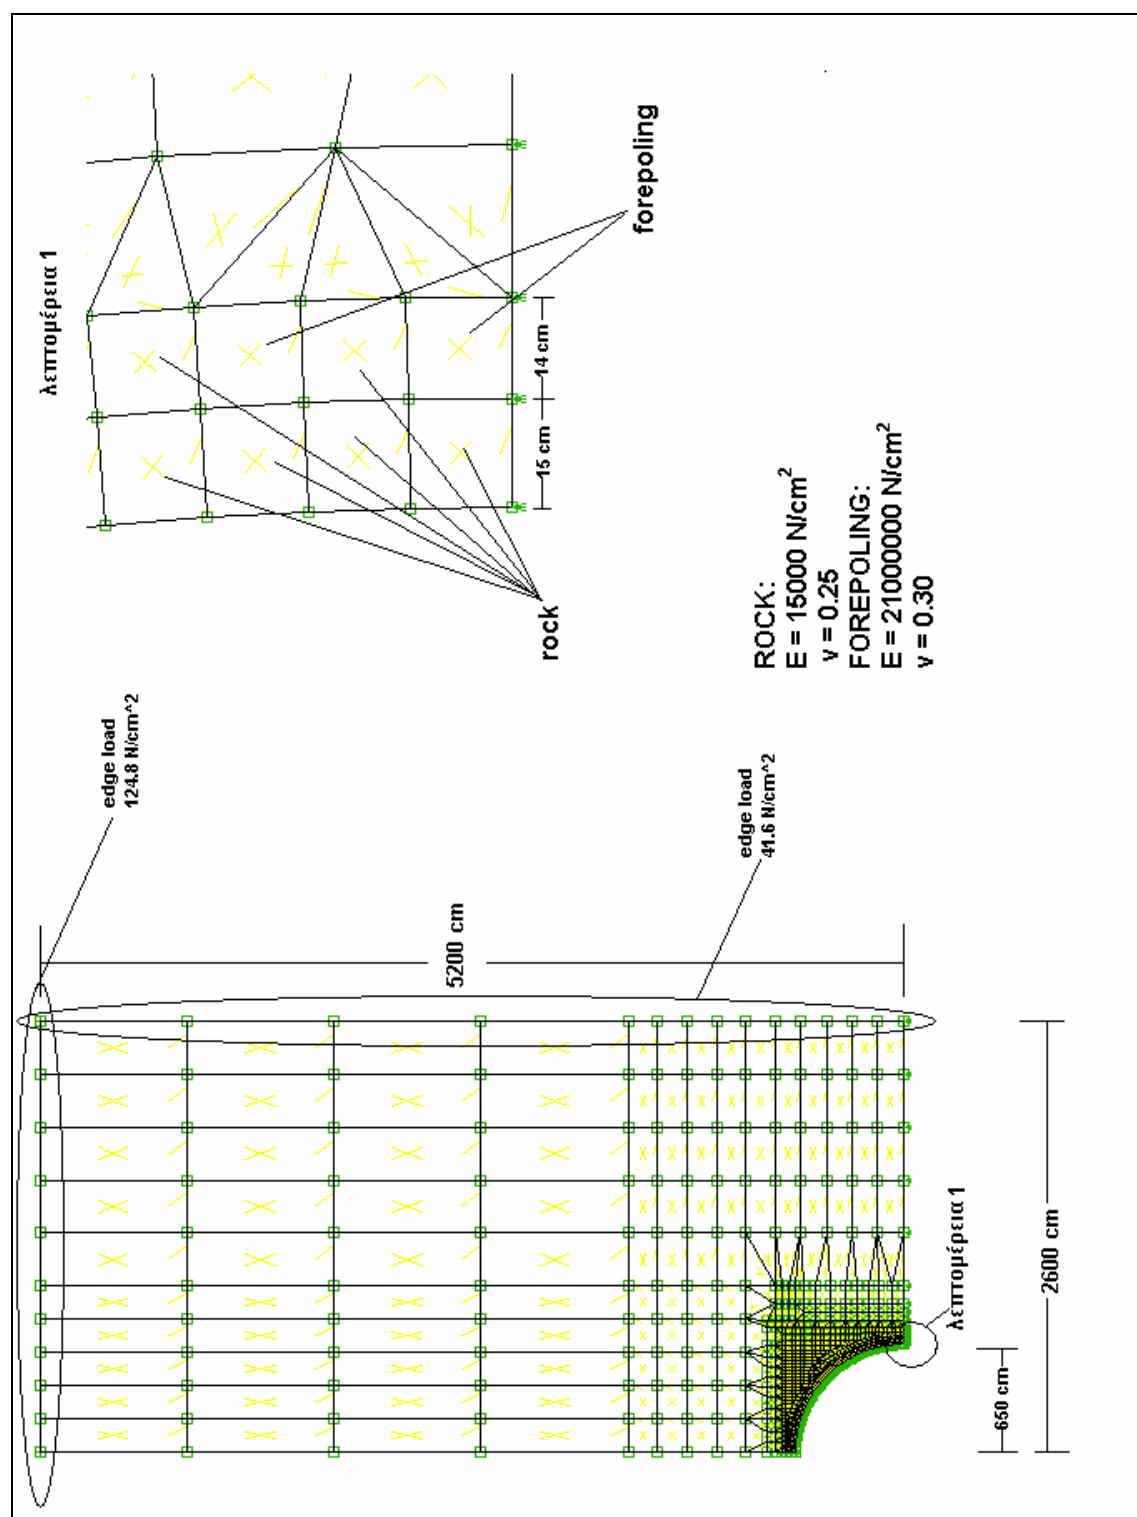 λεπτομέρεια 1
forepoling
14 cm
15 cm
rock
ROCK:
E = 15000 N/cm²
v = 0.25
FOREPOLING:
E = 21000000 N/cm²
v = 0.30
edge load
124.8 N/cm^2
edge load
41.6 N/cm^2
5200 cm
λεπτομέρεια 1
650 cm
2600 cm